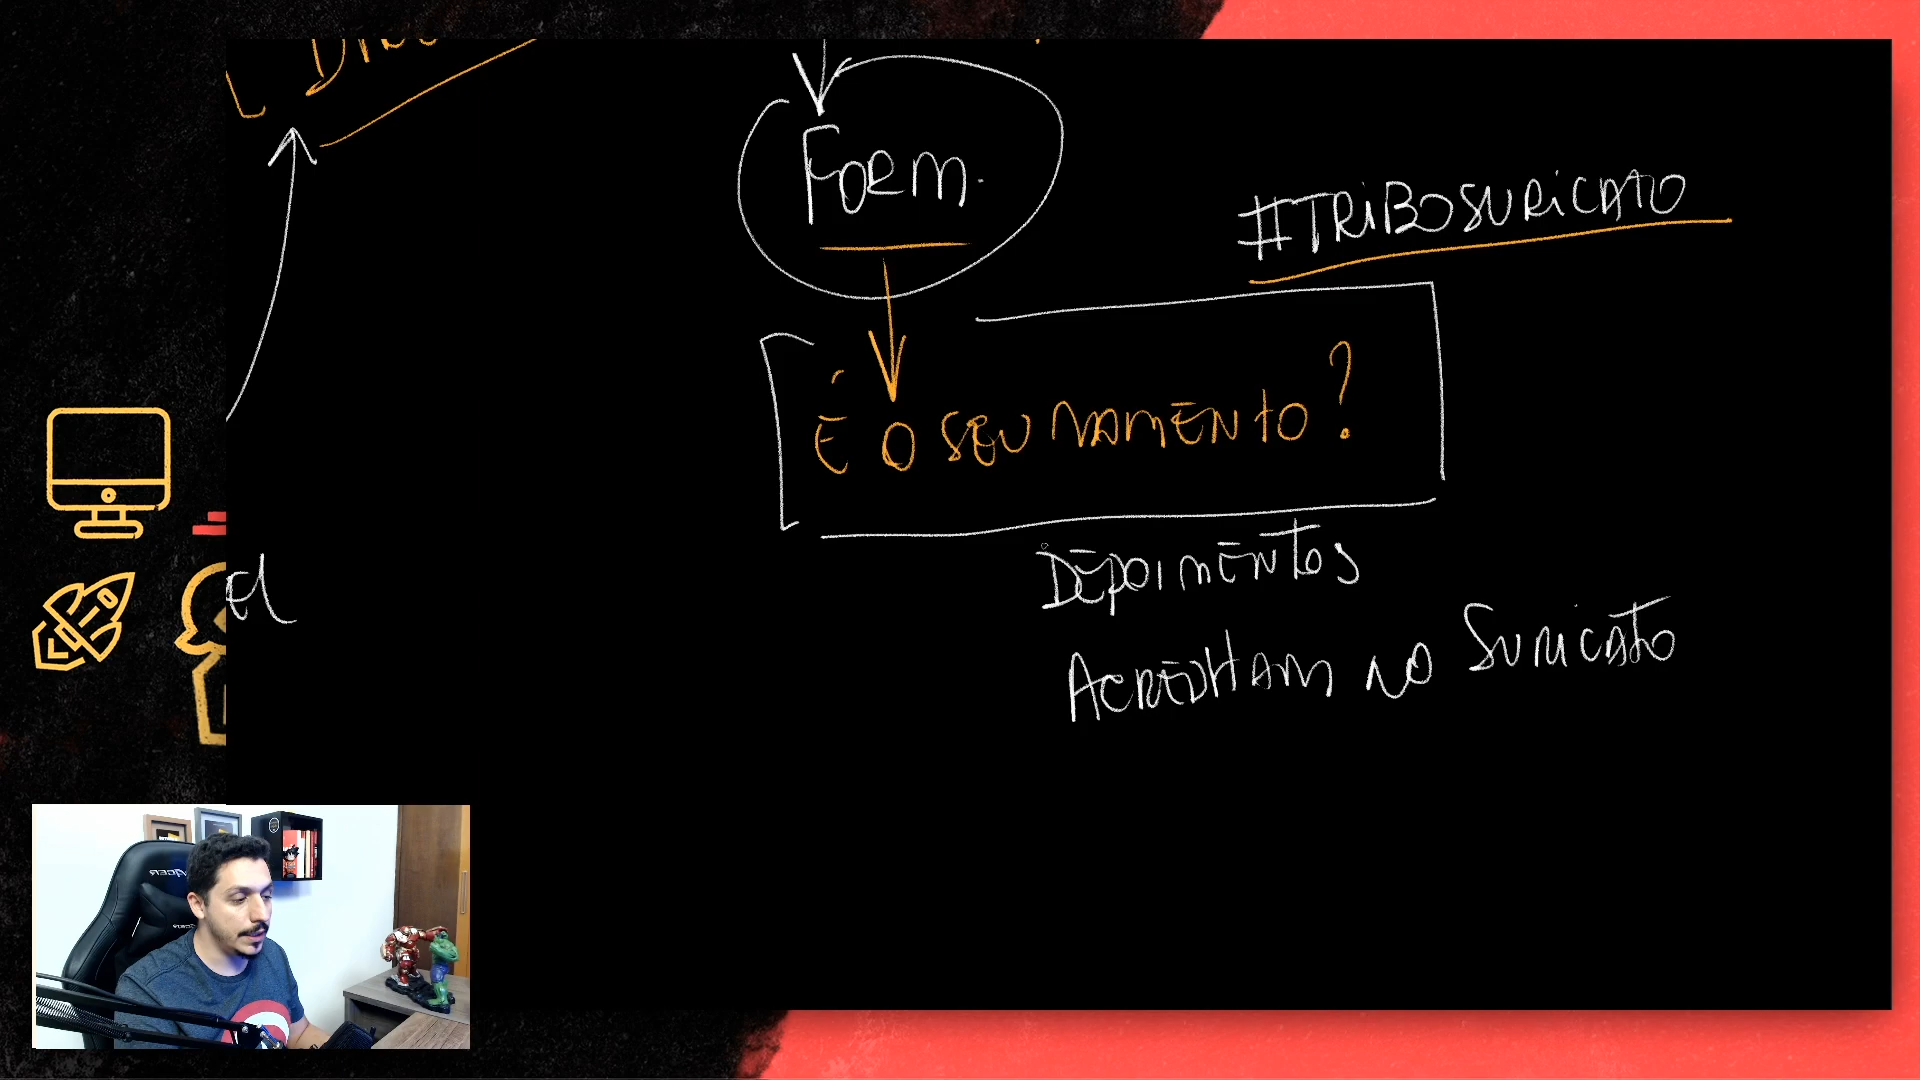 Form.
#TRIBOSURICATO
É O SEU MOMENTO?
DEPOIMENTOS
ACREDITAM NO SURICATO